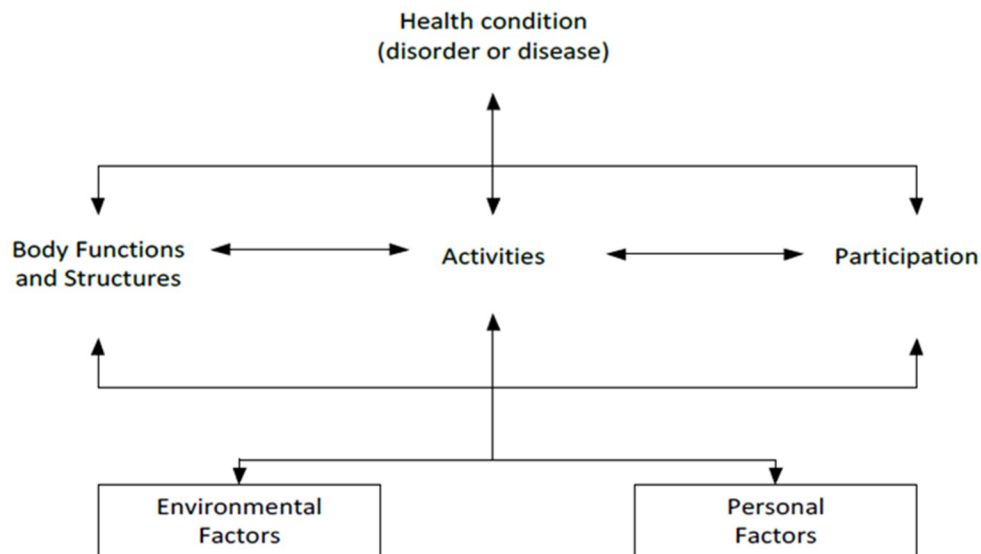 Health condition
(disorder or disease)
Body Functions
and Structures
Activities
Participation
Environmental
Factors
Personal
Factors